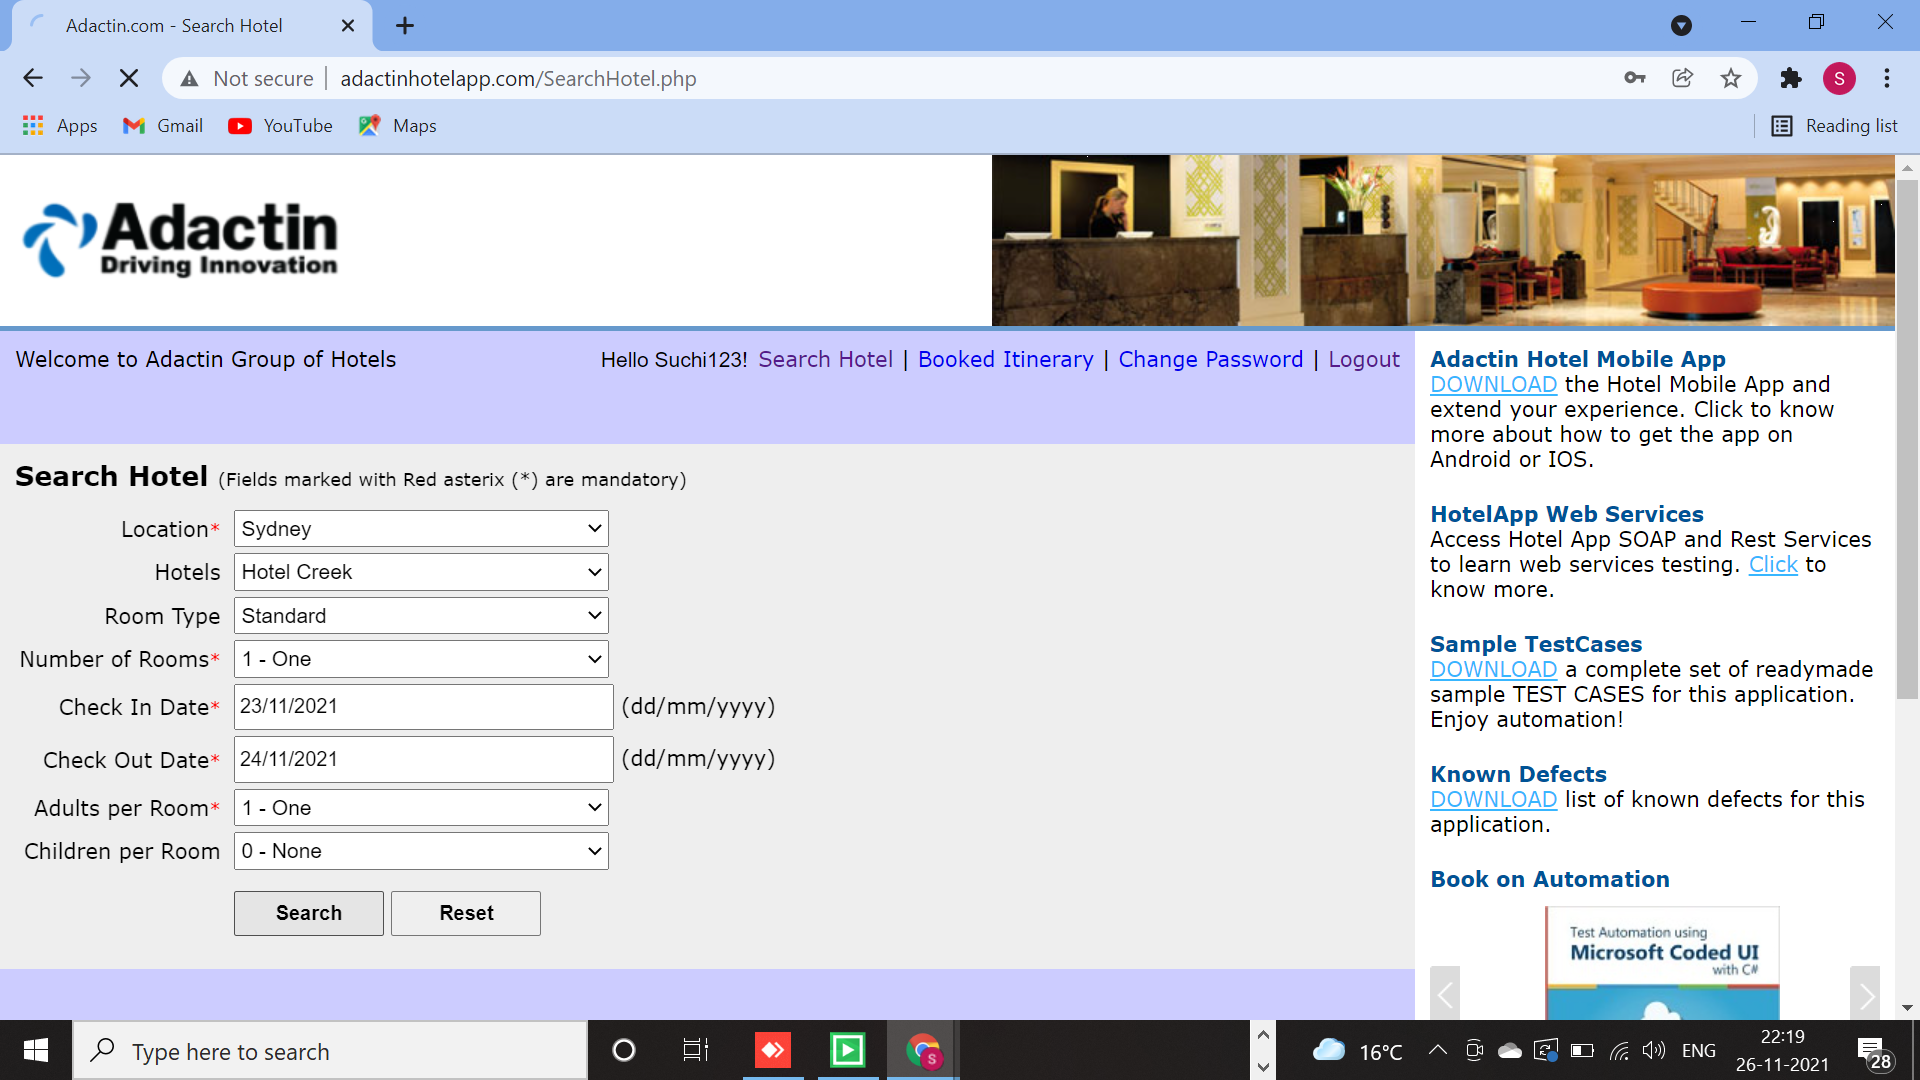 Adactin.com - Search Hotel
Not secure | adactinhotelapp.com/SearchHotel.php
S
Apps Gmail YouTube Maps Reading list
Adactin
Driving Innovation
Welcome to Adactin Group of Hotels
Hello Suchi123! Search Hotel | Booked Itinerary | Change Password | Logout
Search Hotel (Fields marked with Red asterix (*) are mandatory)
Location* Sydney
Hotels Hotel Creek
Room Type Standard
Number of Rooms* 1 - One
Check In Date* 23/11/2021 (dd/mm/yyyy)
Check Out Date* 24/11/2021 (dd/mm/yyyy)
Adults per Room* 1 - One
Children per Room 0 - None
Search Reset
Adactin Hotel Mobile App
DOWNLOAD the Hotel Mobile App and
extend your experience. Click to know
more about how to get the app on
Android or IOS.
HotelApp Web Services
Access Hotel App SOAP and Rest Services
to learn web services testing. Click to
know more.
Sample TestCases
DOWNLOAD a complete set of readymade
sample TEST CASES for this application.
Enjoy automation!
Known Defects
DOWNLOAD list of known defects for this
application.
Book on Automation
Test Automation using
Microsoft Coded UI
with C#
Type here to search
S
16°C
ENG
22:19
26-11-2021
28